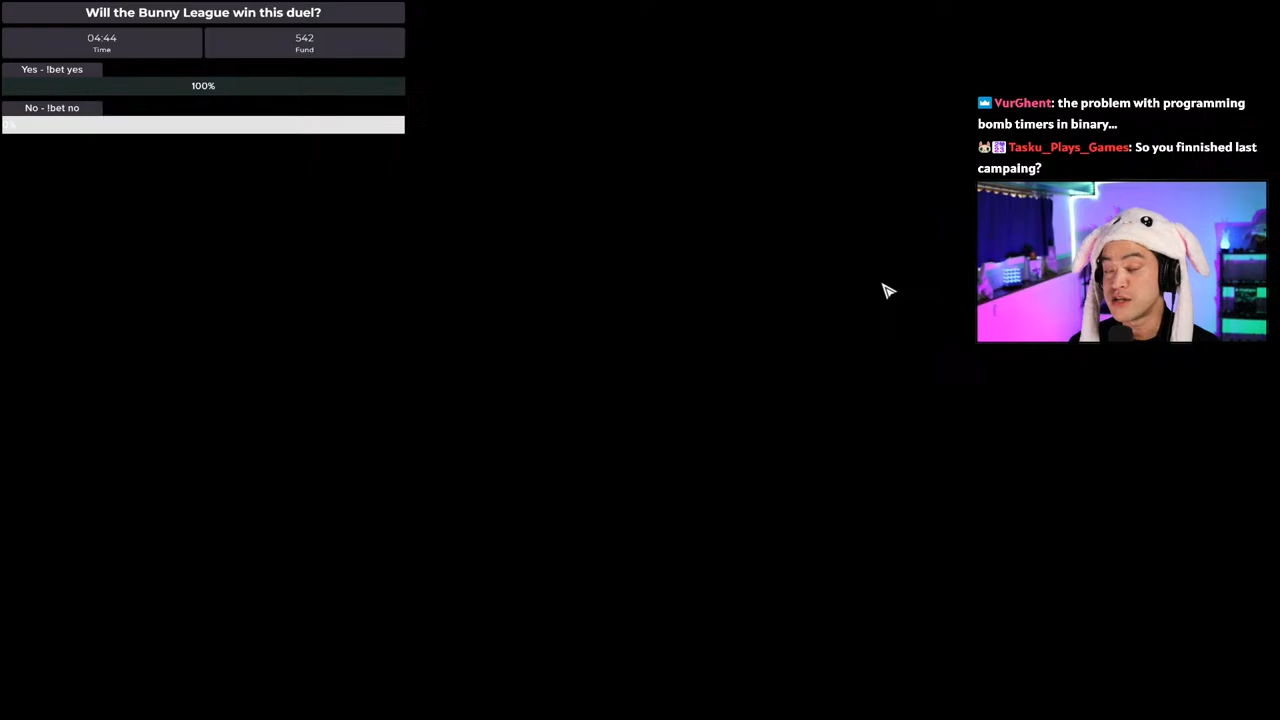 Will the Bunny League win this duel?
04:44
Time
542
Fund
Yes - !bet yes
100%
No - !bet no
0%
VurGhent: the problem with programming
bomb timers in binary...
Tasku_Plays_Games: So you finnished last
campaing?